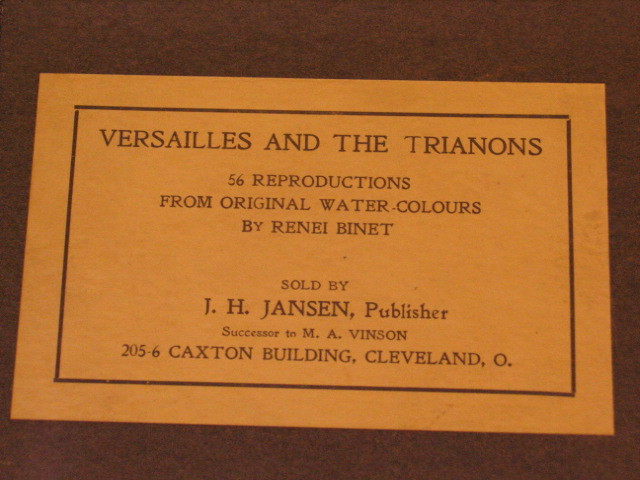 VERSAILLES AND THE TRIANONS
56 REPRODUCTIONS
FROM ORIGINAL WATER-COLOURS
BY RENEI BINET
SOLD BY
J. H. JANSEN, Publisher
Successor to M. A. VINSON
205-6 CAXTON BUILDING, CLEVELAND, O.